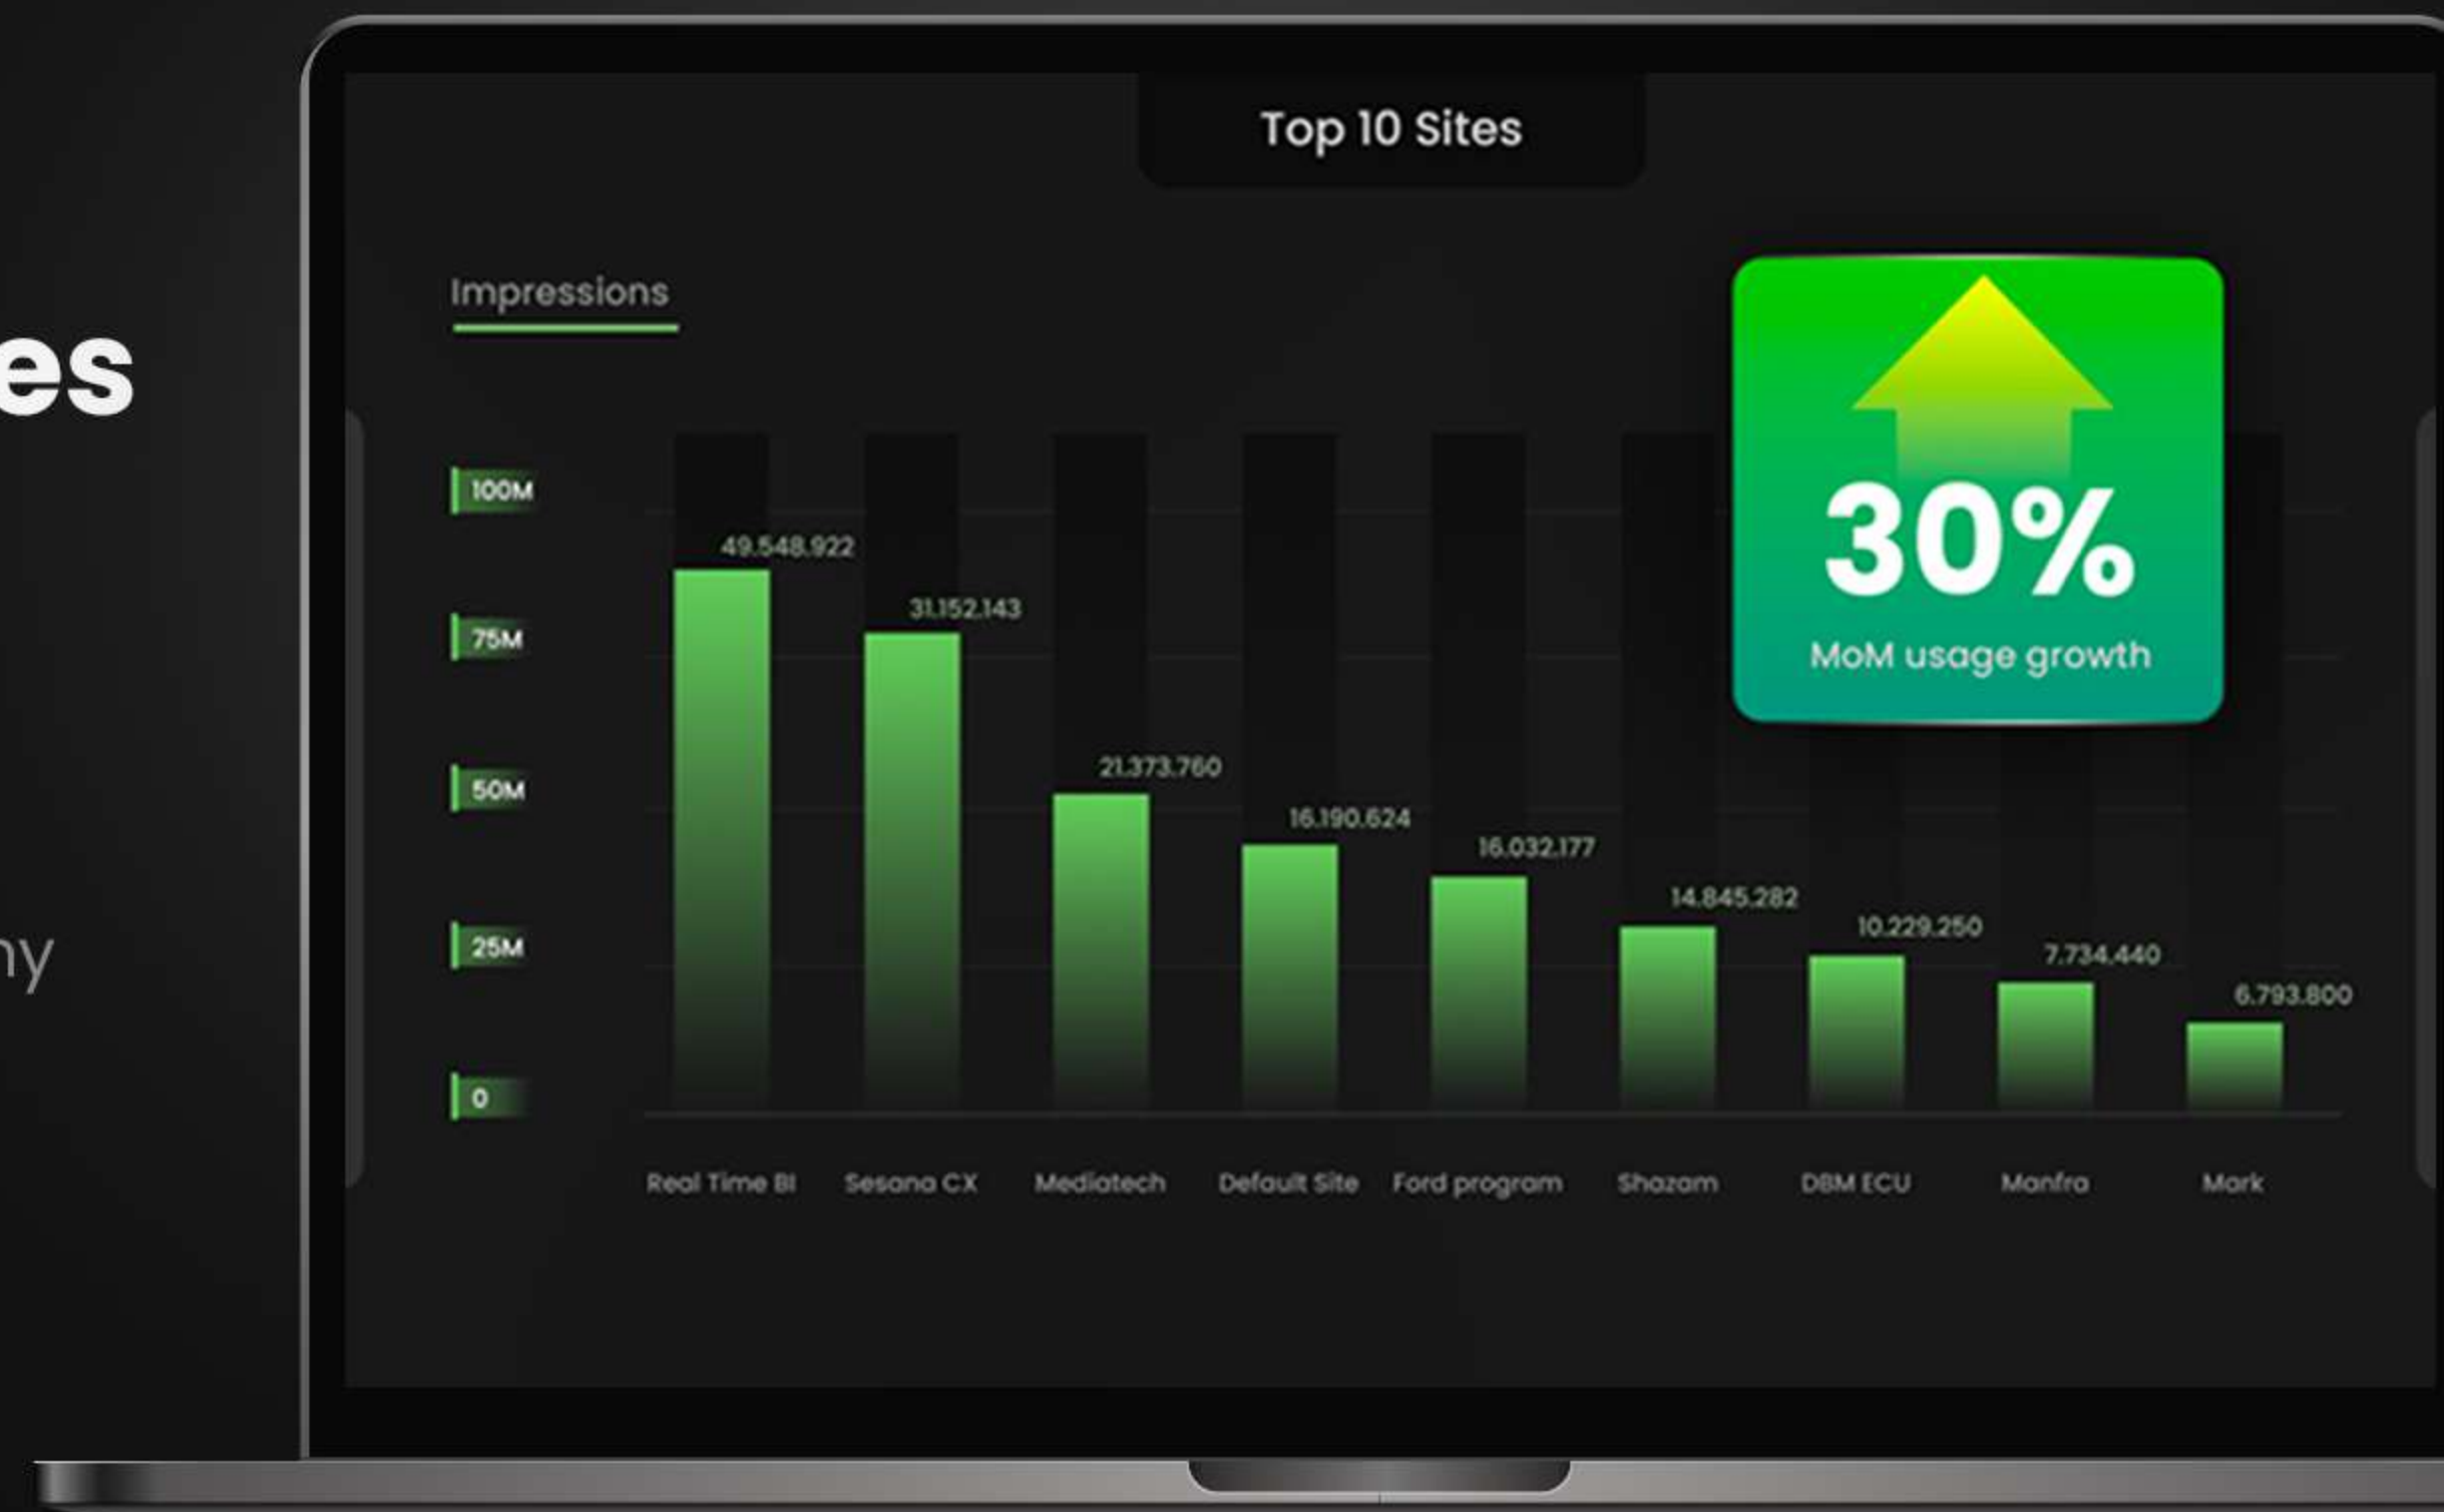 es
ny
Top 10 Sites
Impressions
30%
MoM usage growth
100M
75M
50M
25M
0
49.548.922
31.152.143
21.373.760
16.190.624
16.032.177
14.845.282
10.229.250
7.734.440
6.793.800
Real Time BI
Sesana CX
Mediatech
Default Site
Ford program
Shazam
DBM ECU
Manfra
Mark